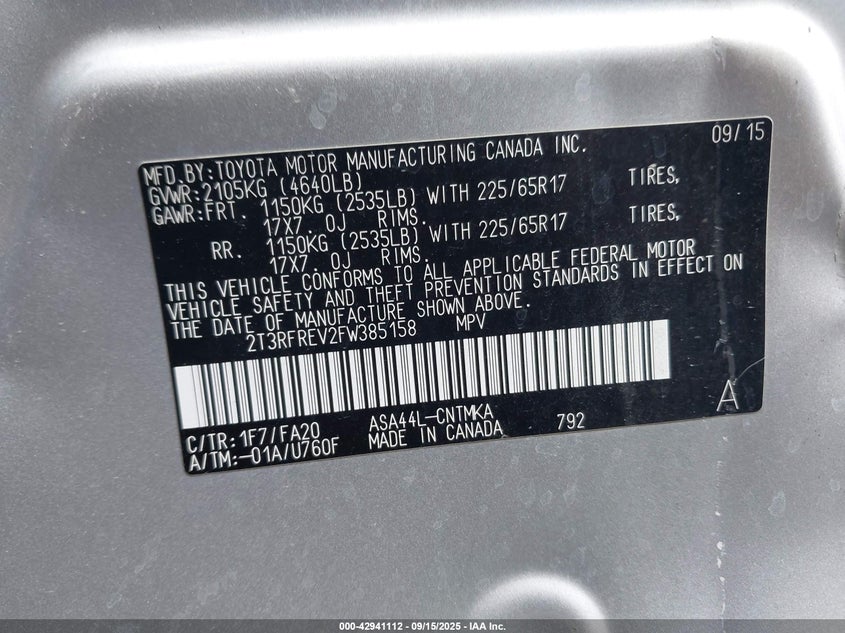 09/15
MFD.BY:TOYOTA MOTOR MANUFACTURING CANADA INC.
GVWR:2105KG (4640LB)
GAWR:FRT. 1150KG (2535LB) WITH 225/65R17 TIRES,
17X7.0J RIMS.
RR. 1150KG (2535LB) WITH 225/65R17 TIRES,
17X7.0J RIMS.
THIS VEHICLE CONFORMS TO ALL APPLICABLE FEDERAL MOTOR
VEHICLE SAFETY AND THEFT PREVENTION STANDARDS IN EFFECT ON
THE DATE OF MANUFACTURE SHOWN ABOVE.
2T3RFREV2FW385158 MPV
C/TR:1F7/FA20 ASA44L-CNTMKA 792 A
A/TM:-01A/U760F MADE IN CANADA
000-42941112 - 09/15/2025 - IAA Inc.